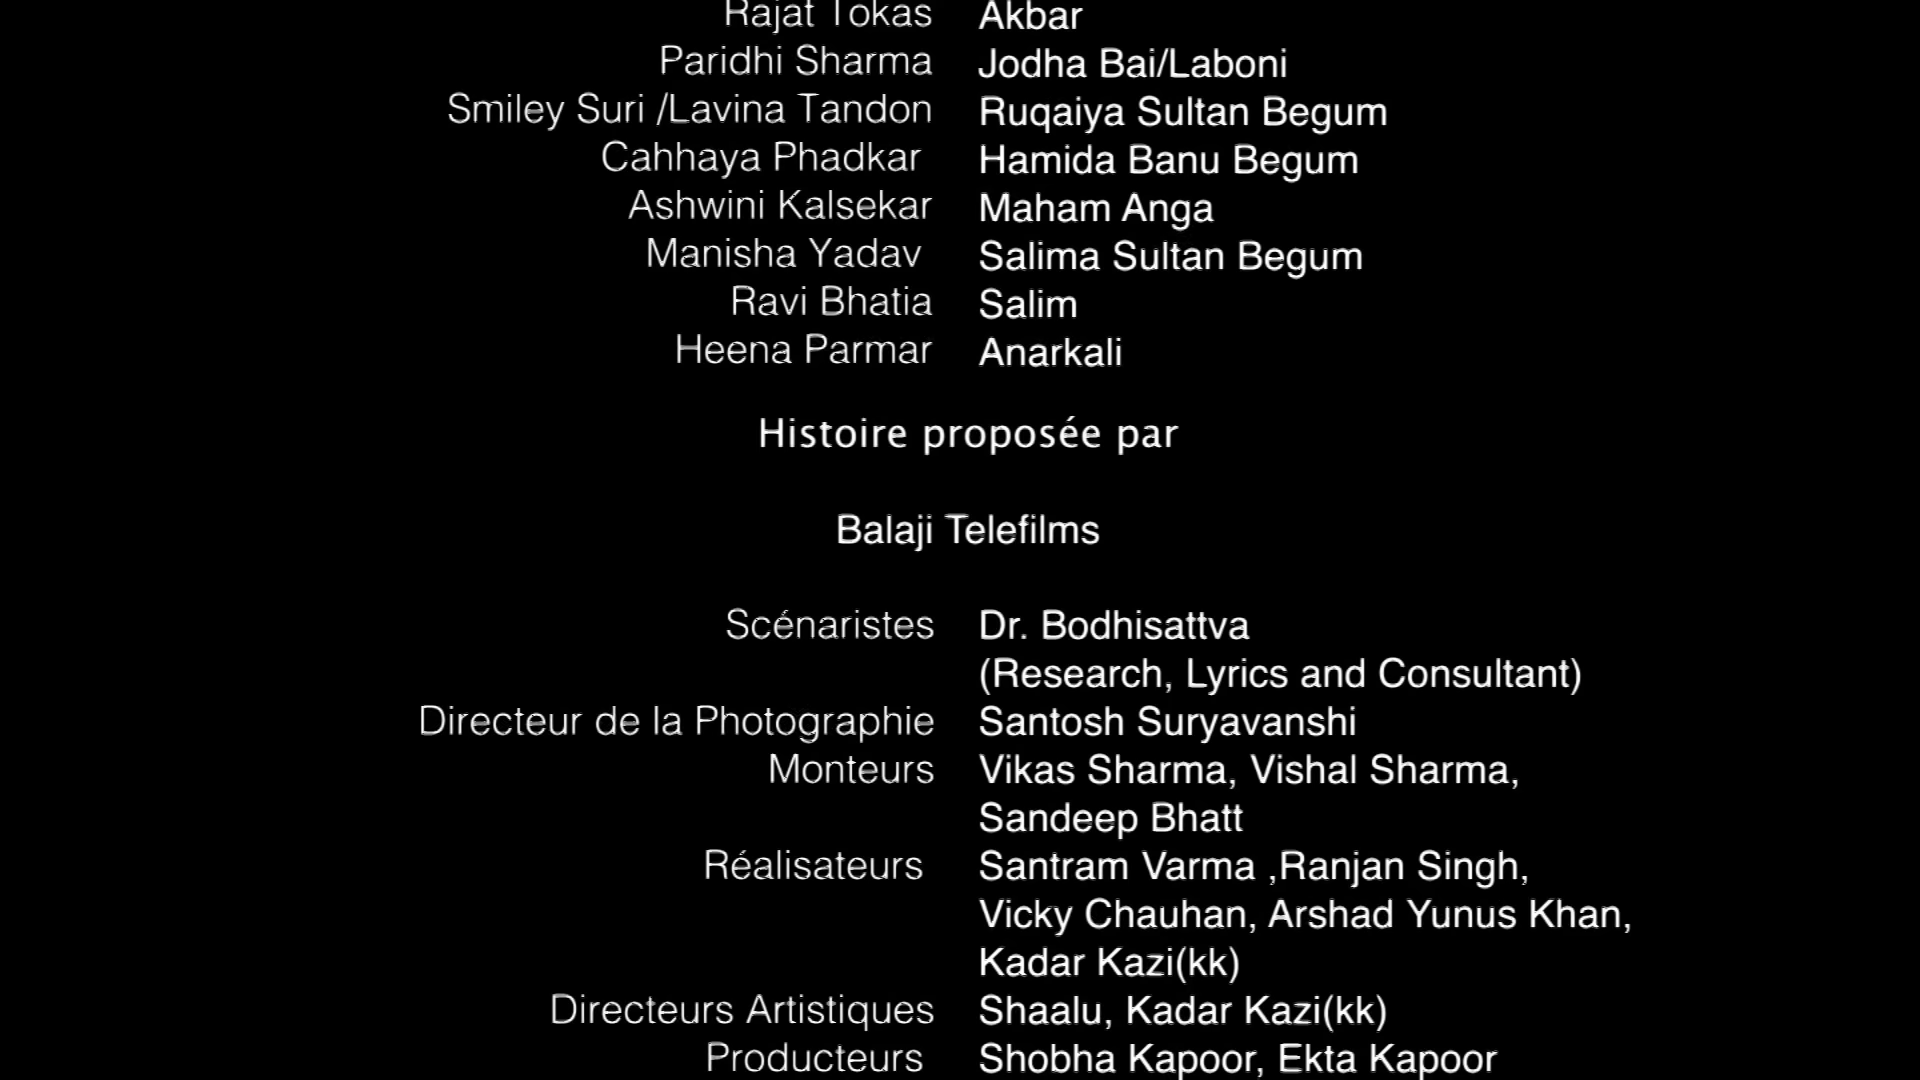 Rajat Tokas Akbar
Paridhi Sharma Jodha Bai/Laboni
Smiley Suri /Lavina Tandon Ruqaiya Sultan Begum
Cahhaya Phadkar Hamida Banu Begum
Ashwini Kalsekar Maham Anga
Manisha Yadav Salima Sultan Begum
Ravi Bhatia Salim
Heena Parmar Anarkali
Histoire proposée par
Balaji Telefilms
Scénaristes Dr. Bodhisattva
(Research, Lyrics and Consultant)
Directeur de la Photographie Santosh Suryavanshi
Monteurs Vikas Sharma, Vishal Sharma,
Sandeep Bhatt
Réalisateurs Santram Varma ,Ranjan Singh,
Vicky Chauhan, Arshad Yunus Khan,
Kadar Kazi(kk)
Directeurs Artistiques Shaalu, Kadar Kazi(kk)
Producteurs Shobha Kapoor, Ekta Kapoor